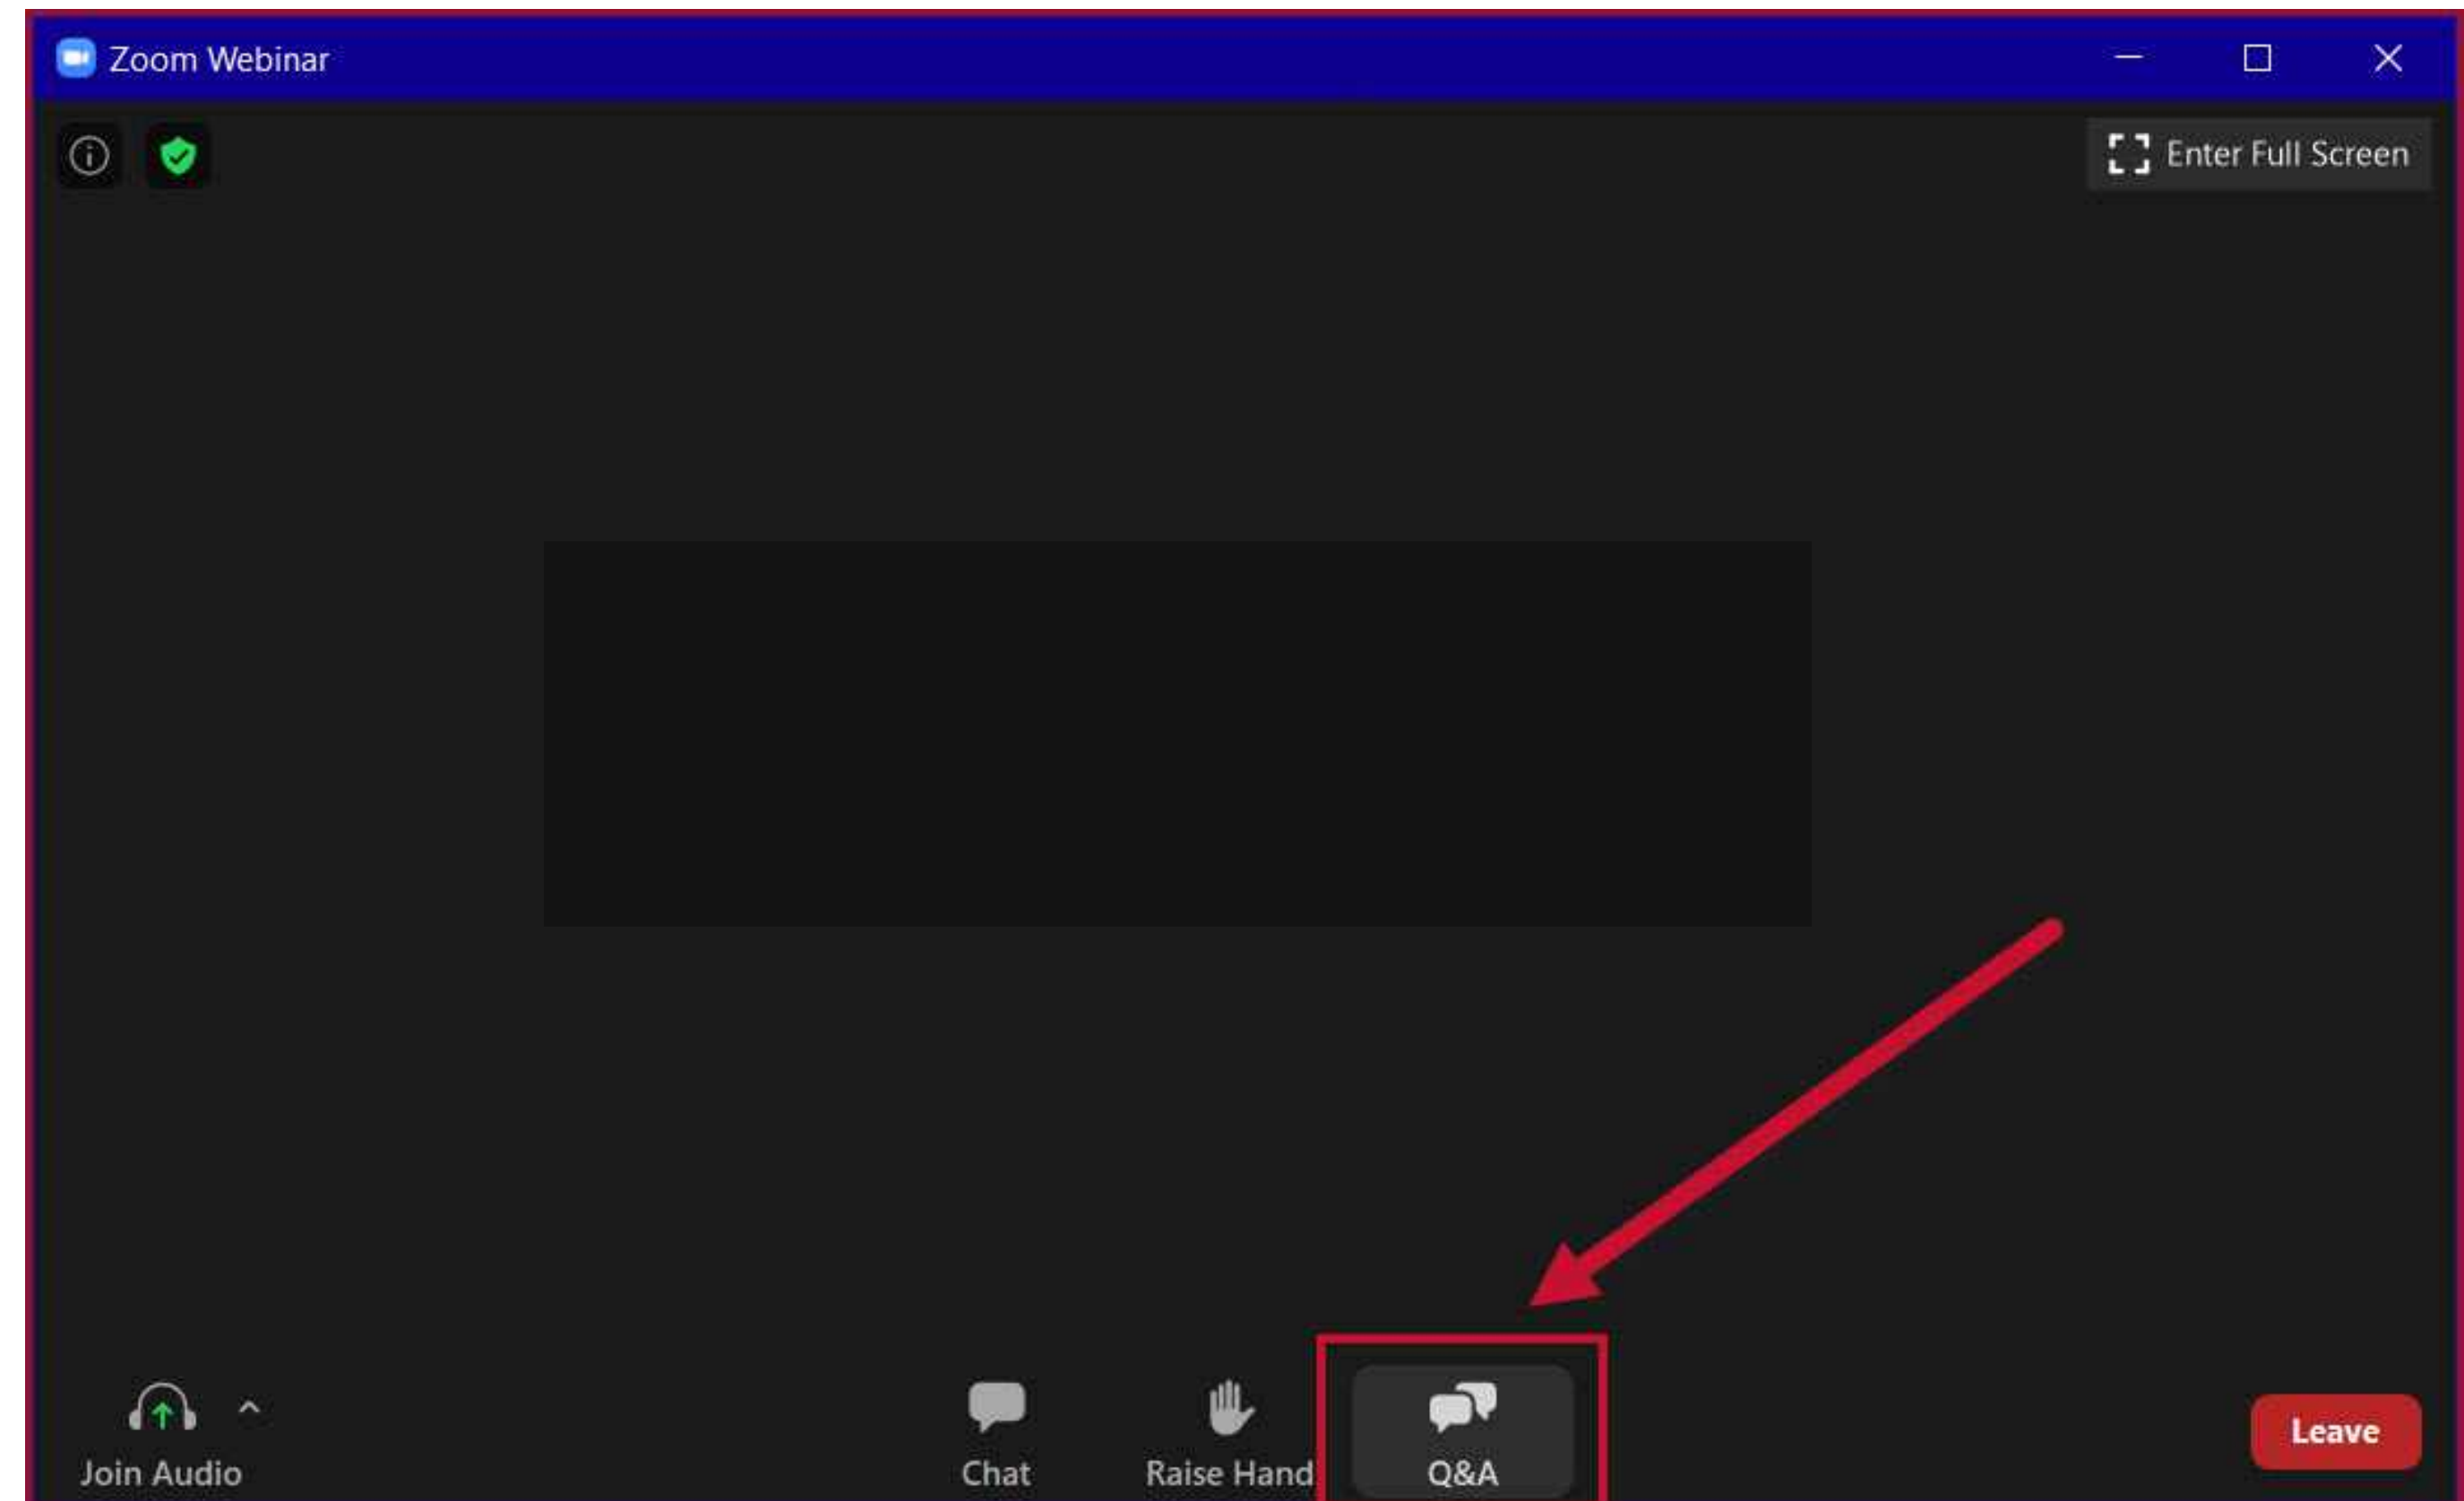 Zoom Webinar
Enter Full Screen
Join Audio
Chat
Raise Hand
Q&A
Leave